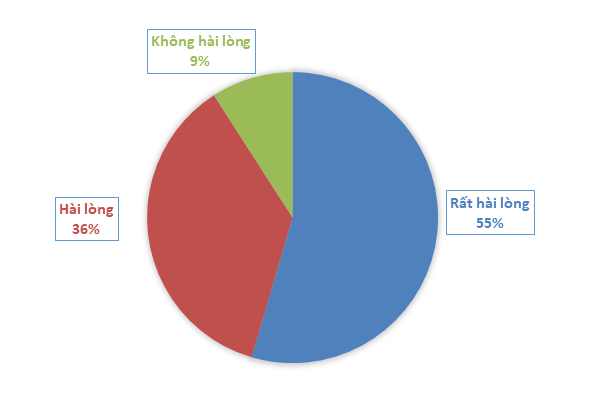 Không hài lòng
9%
Rất hài lòng
55%
Hài lòng
36%